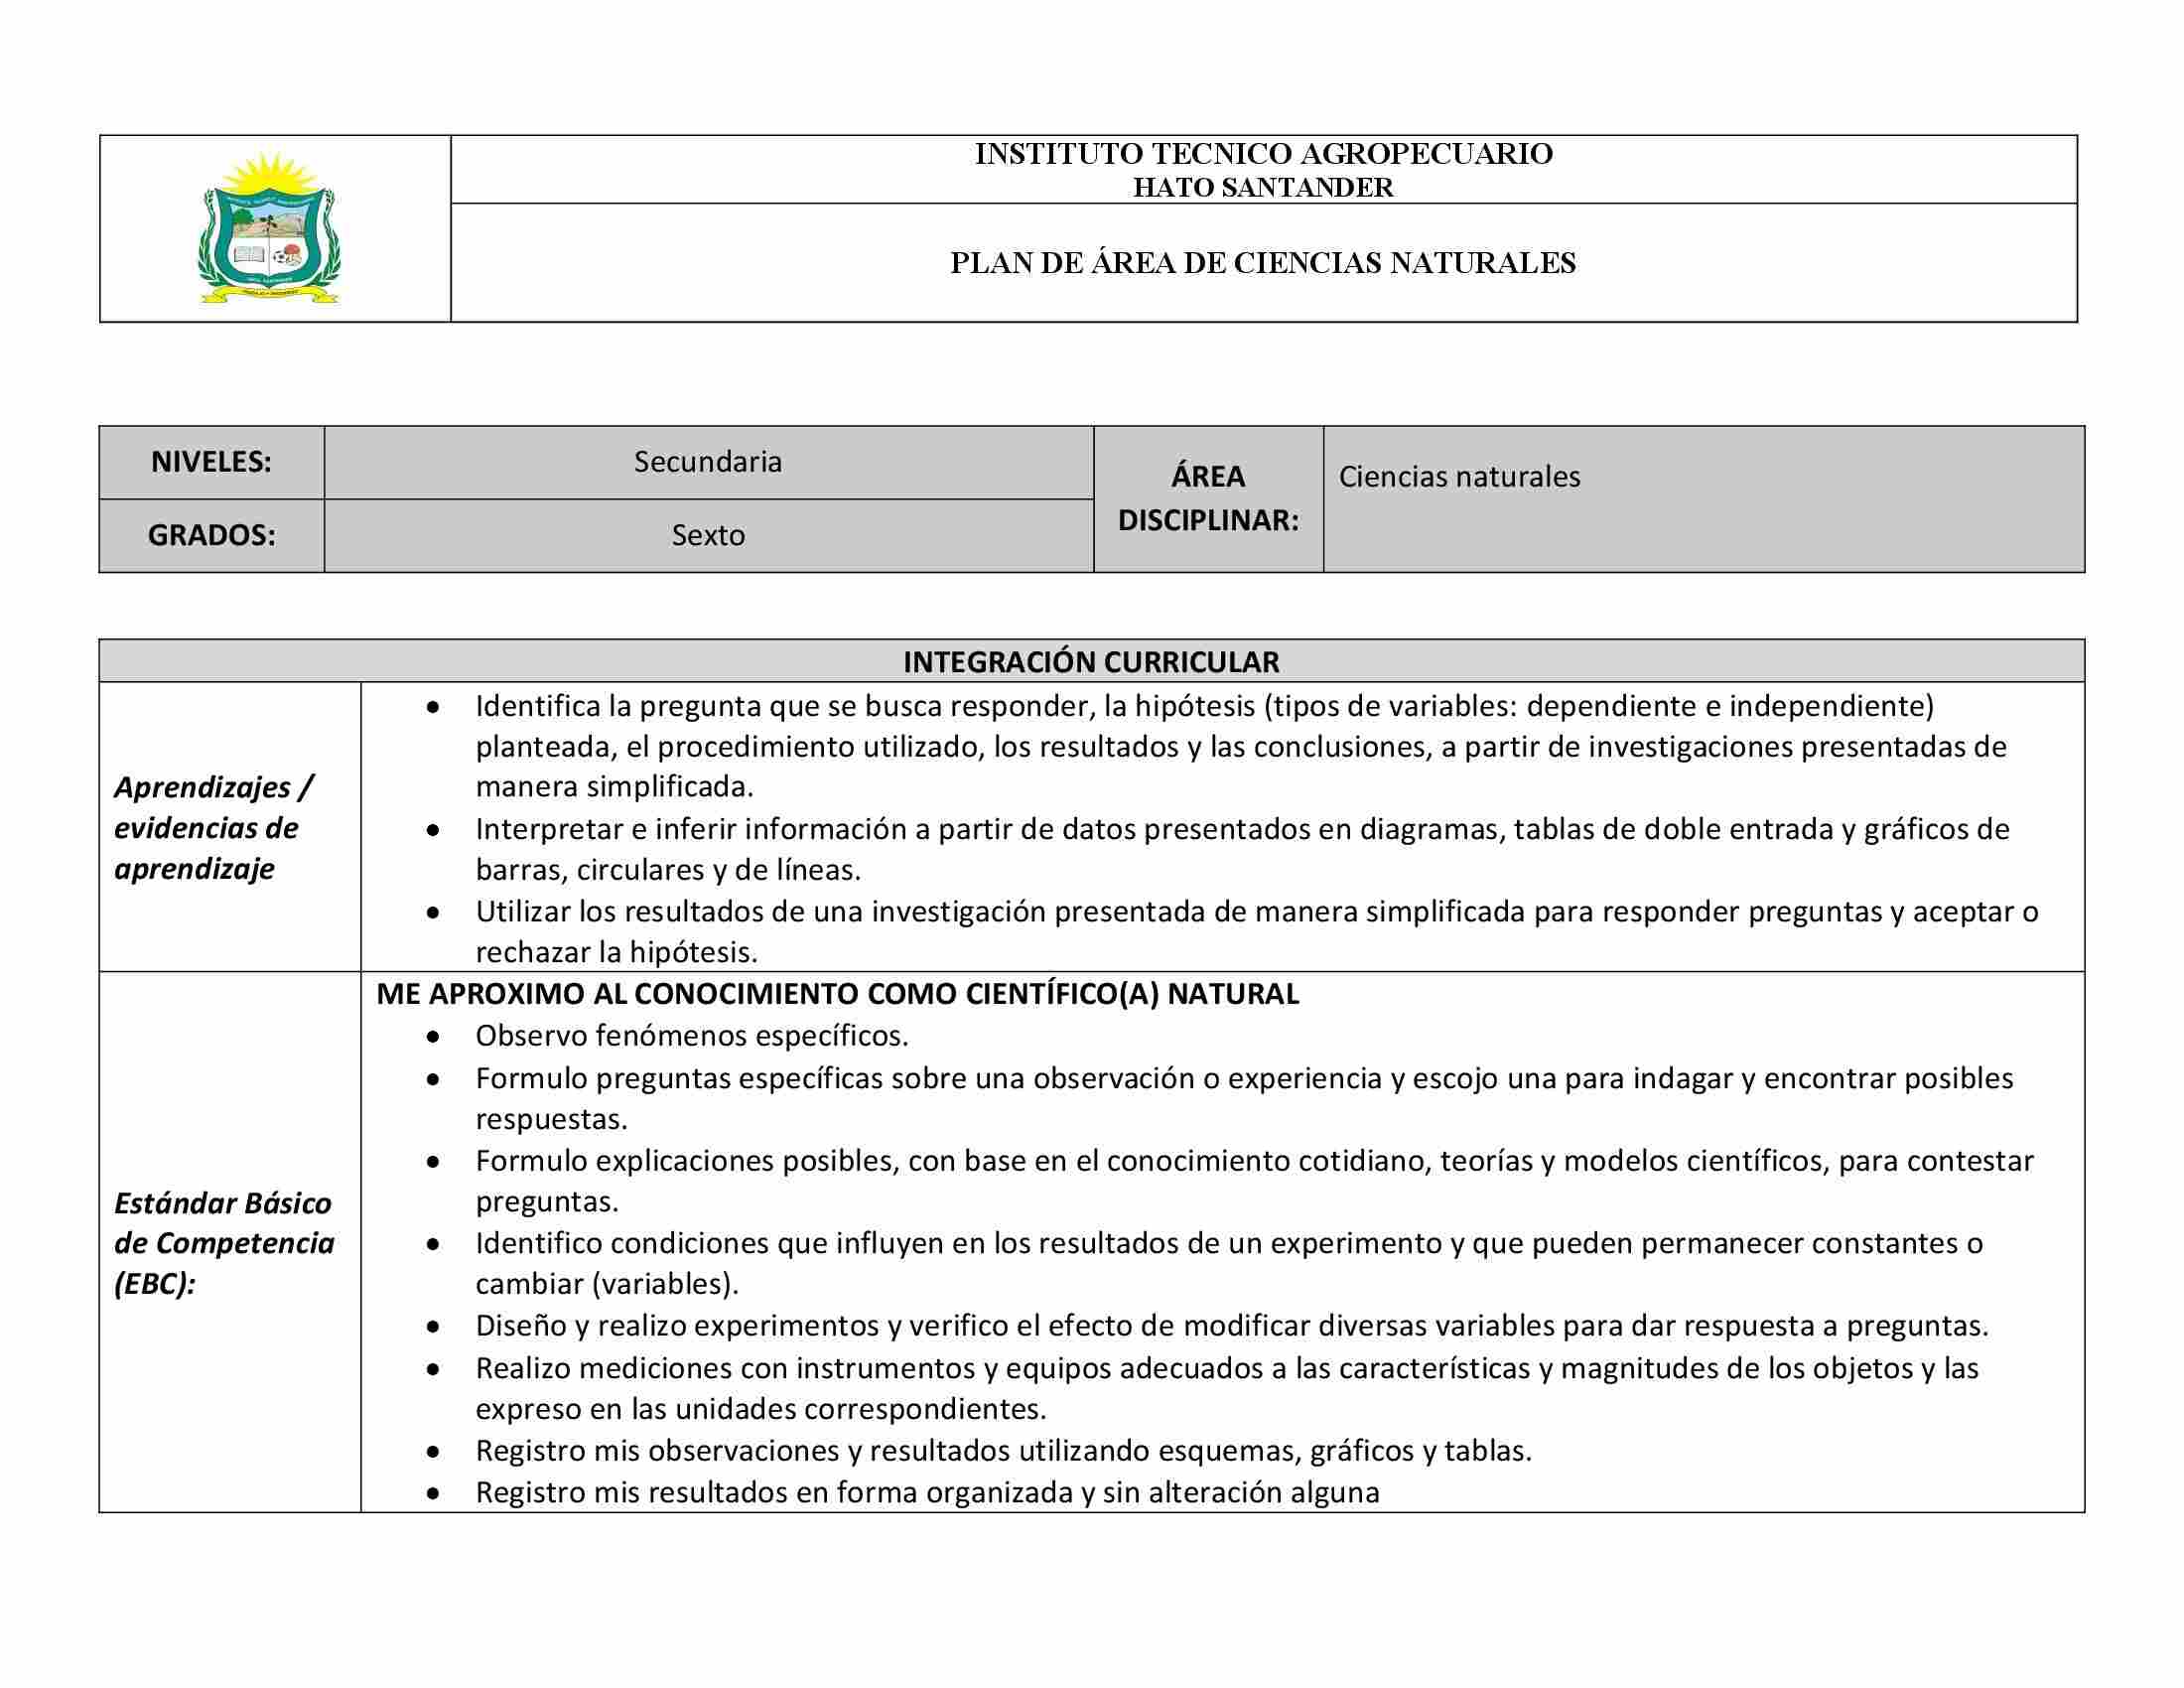 INSTITUTO TECNICO AGROPECUARIO
HATO SANTANDER
PLAN DE ÁREA DE CIENCIAS NATURALES
NIVELES:
Secundaria
ÁREA
DISCIPLINAR:
Ciencias naturales
GRADOS:
Sexto
INTEGRACIÓN CURRICULAR
Aprendizajes /
evidencias de
aprendizaje
• Identifica la pregunta que se busca responder, la hipótesis (tipos de variables: dependiente e independiente)
planteada, el procedimiento utilizado, los resultados y las conclusiones, a partir de investigaciones presentadas de
manera simplificada.
• Interpretar e inferir información a partir de datos presentados en diagramas, tablas de doble entrada y gráficos de
barras, circulares y de líneas.
• Utilizar los resultados de una investigación presentada de manera simplificada para responder preguntas y aceptar o
rechazar la hipótesis.
Estándar Básico
de Competencia
(EBC):
ME APROXIMO AL CONOCIMIENTO COMO CIENTÍFICO(A) NATURAL
• Observo fenómenos específicos.
• Formulo preguntas específicas sobre una observación o experiencia y escojo una para indagar y encontrar posibles
respuestas.
• Formulo explicaciones posibles, con base en el conocimiento cotidiano, teorías y modelos científicos, para contestar
preguntas.
• Identifico condiciones que influyen en los resultados de un experimento y que pueden permanecer constantes o
cambiar (variables).
• Diseño y realizo experimentos y verifico el efecto de modificar diversas variables para dar respuesta a preguntas.
• Realizo mediciones con instrumentos y equipos adecuados a las características y magnitudes de los objetos y las
expreso en las unidades correspondientes.
• Registro mis observaciones y resultados utilizando esquemas, gráficos y tablas.
• Registro mis resultados en forma organizada y sin alteración alguna